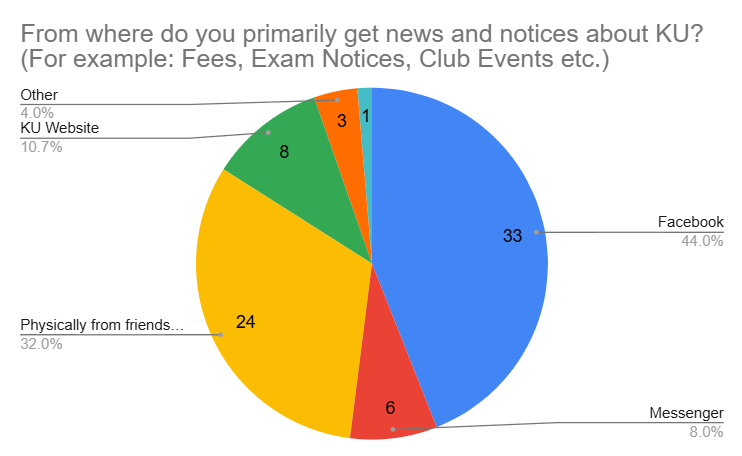 From where do you primarily get news and notices about KU?
(For example: Fees, Exam Notices, Club Events etc.)
Other
4.0%
KU Website
10.7%
3
1
8
33
Facebook
44.0%
24
Physically from friends…
32.0%
6
Messenger
8.0%